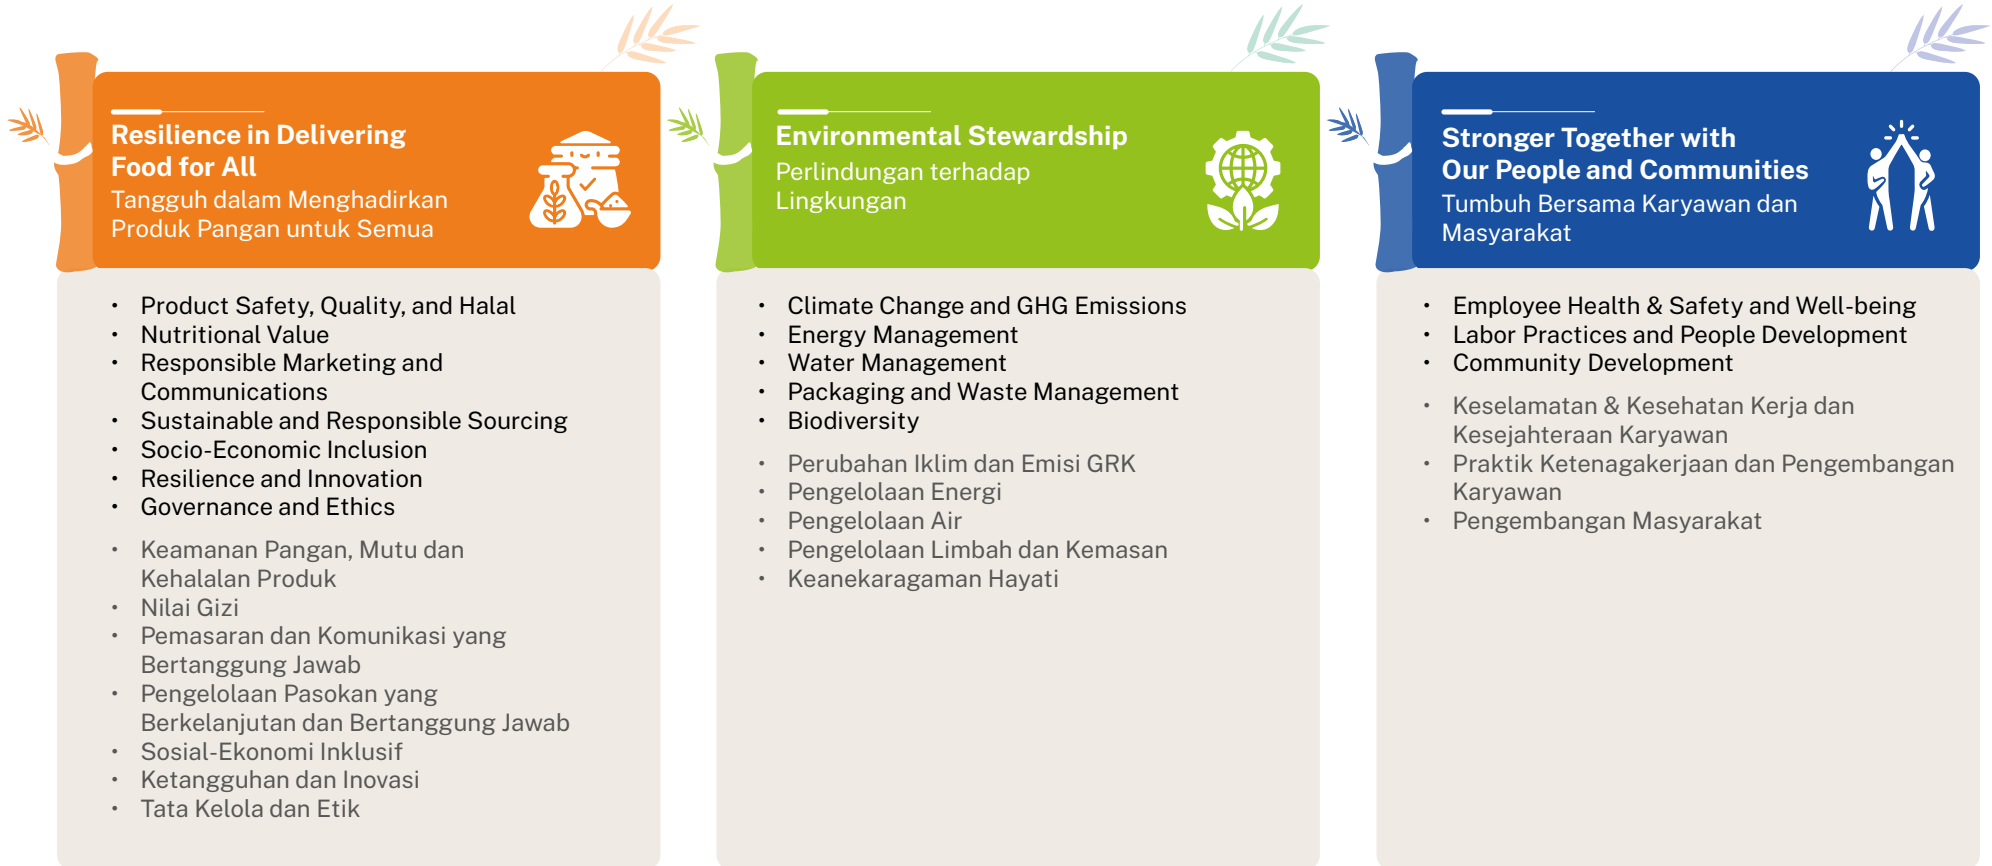 Resilience in Delivering
Food for All
Tangguh dalam Menghadirkan
Produk Pangan untuk Semua
• Product Safety, Quality, and Halal
• Nutritional Value
• Responsible Marketing and
Communications
• Sustainable and Responsible Sourcing
• Socio-Economic Inclusion
• Resilience and Innovation
• Governance and Ethics
• Keamanan Pangan, Mutu dan
Kehalalan Produk
• Nilai Gizi
• Pemasaran dan Komunikasi yang
Bertanggung Jawab
• Pengelolaan Pasokan yang
Berkelanjutan dan Bertanggung Jawab
• Sosial-Ekonomi Inklusif
• Ketangguhan dan Inovasi
• Tata Kelola dan Etik
Environmental Stewardship
Perlindungan terhadap
Lingkungan
• Climate Change and GHG Emissions
• Energy Management
• Water Management
• Packaging and Waste Management
• Biodiversity
• Perubahan Iklim dan Emisi GRK
• Pengelolaan Energi
• Pengelolaan Air
• Pengelolaan Limbah dan Kemasan
• Keanekaragaman Hayati
Stronger Together with
Our People and Communities
Tumbuh Bersama Karyawan dan
Masyarakat
• Employee Health & Safety and Well-being
• Labor Practices and People Development
• Community Development
• Keselamatan & Kesehatan Kerja dan
Kesejahteraan Karyawan
• Praktik Ketenagakerjaan dan Pengembangan
Karyawan
• Pengembangan Masyarakat